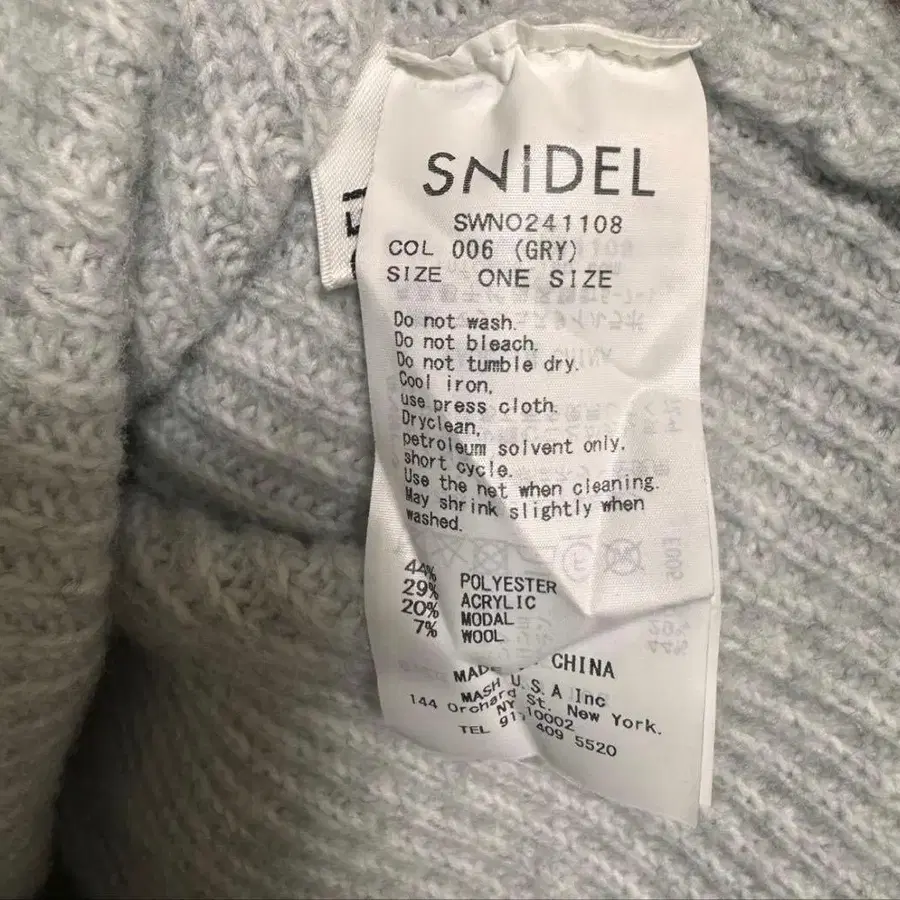 SNIDEL
SWNO241108
COL 006 (GRY)
SIZE ONE SIZE
Do not wash.
Do not bleach.
Do not tumble dry.
Cool iron,
use press cloth.
Dryclean,
petroleum solvent only.
short cycle.
Use the net when cleaning.
May shrink slightly when
washed.
44% POLYESTER
29% ACRYLIC
20% MODAL
7% WOOL
MADE CHINA
MASH U.S.A Inc
144 Orchard St. New York.
NY 10002
TEL 409 5520